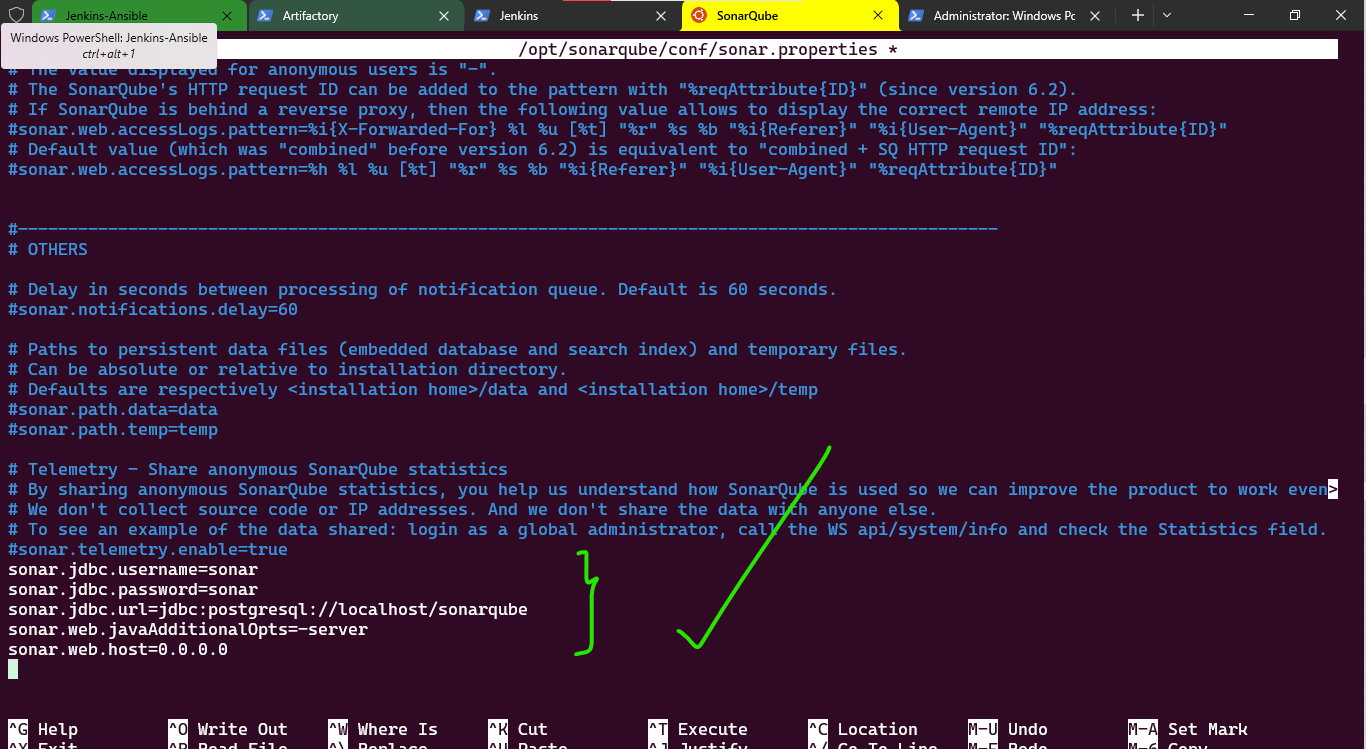 Jenkins-Ansible
Artifactory
Jenkins
SonarQube
Administrator: Windows Pc
Windows PowerShell: Jenkins-Ansible
ctrl+alt+1
/opt/sonarqube/conf/sonar.properties *
# The value displayed for anonymous users is "-".
# The SonarQube's HTTP request ID can be added to the pattern with "%reqAttribute{ID}" (since version 6.2).
# If SonarQube is behind a reverse proxy, then the following value allows to display the correct remote IP address:
#sonar.web.accessLogs.pattern=%i{X-Forwarded-For} %l %u [%t] "%r" %s %b "%i{Referer}" "%i{User-Agent}" "%reqAttribute{ID}"
# Default value (which was "combined" before version 6.2) is equivalent to "combined + SQ HTTP request ID":
#sonar.web.accessLogs.pattern=%h %l %u [%t] "%r" %s %b "%i{Referer}" "%i{User-Agent}" "%reqAttribute{ID}"
#--------------------------------------------------------------------------------------------------
# OTHERS
# Delay in seconds between processing of notification queue. Default is 60 seconds.
#sonar.notifications.delay=60
# Paths to persistent data files (embedded database and search index) and temporary files.
# Can be absolute or relative to installation directory.
# Defaults are respectively <installation home>/data and <installation home>/temp
#sonar.path.data=data
#sonar.path.temp=temp
# Telemetry - Share anonymous SonarQube statistics
# By sharing anonymous SonarQube statistics, you help us understand how SonarQube is used so we can improve the product to work even>
# We don't collect source code or IP addresses. And we don't share the data with anyone else.
# To see an example of the data shared: login as a global administrator, call the WS api/system/info and check the Statistics field.
#sonar.telemetry.enable=true
sonar.jdbc.username=sonar
sonar.jdbc.password=sonar
sonar.jdbc.url=jdbc:postgresql://localhost/sonarqube
sonar.web.javaAdditionalOpts=-server
sonar.web.host=0.0.0.0
^G Help ^O Write Out ^W Where Is ^K Cut ^T Execute ^C Location M-U Undo M-A Set Mark
^X Exit ^R Read File ^\ Replace ^U Paste ^J Justify ^/ Go To Line M-E Redo M-6 Copy